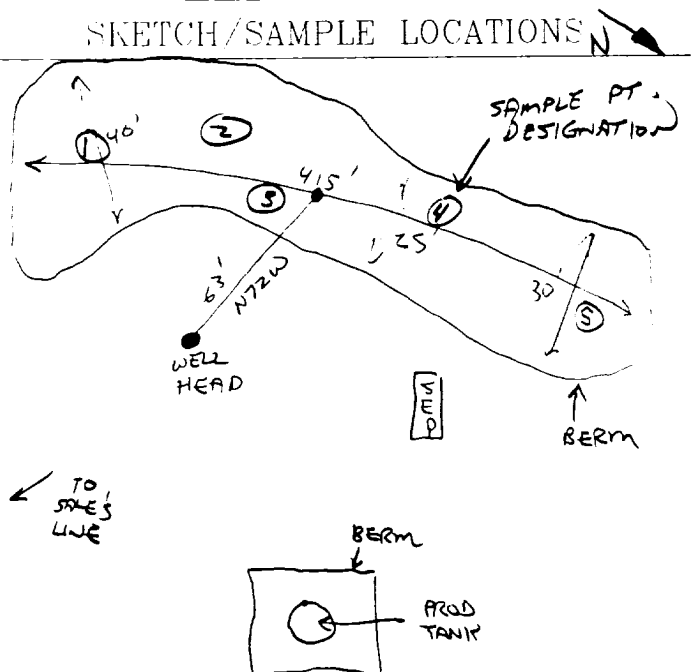 SKETCH/SAMPLE LOCATIONS
N
SAMPLE PT.
DESIGNATION
1
40'
2
3
415'
4
25'
63'
N72W
30'
5
WELL
HEAD
SEP
BERM
TO
SALE'S
LINE
BERM
PROD
TANK